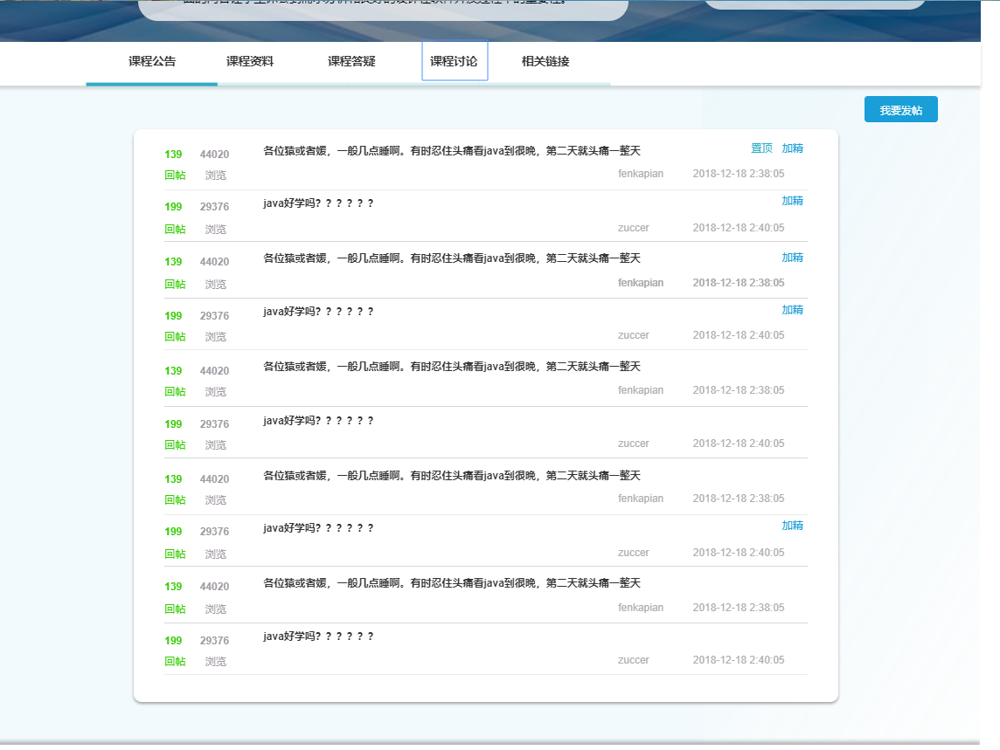 课程公告 课程资料 课程答疑 课程讨论 相关链接
我要发帖
139 44020 各位猿或者媛，一般几点睡啊。有时忍住头痛看java到很晚，第二天就头痛一整天 置顶 加精
回帖 浏览 fenkapian 2018-12-18 2:38:05
199 29376 java好学吗？？？？？？ 加精
回帖 浏览 zuccer 2018-12-18 2:40:05
139 44020 各位猿或者媛，一般几点睡啊。有时忍住头痛看java到很晚，第二天就头痛一整天 加精
回帖 浏览 fenkapian 2018-12-18 2:38:05
199 29376 java好学吗？？？？？？ 加精
回帖 浏览 zuccer 2018-12-18 2:40:05
139 44020 各位猿或者媛，一般几点睡啊。有时忍住头痛看java到很晚，第二天就头痛一整天
回帖 浏览 fenkapian 2018-12-18 2:38:05
199 29376 java好学吗？？？？？？
回帖 浏览 zuccer 2018-12-18 2:40:05
139 44020 各位猿或者媛，一般几点睡啊。有时忍住头痛看java到很晚，第二天就头痛一整天
回帖 浏览 fenkapian 2018-12-18 2:38:05
199 29376 java好学吗？？？？？？ 加精
回帖 浏览 zuccer 2018-12-18 2:40:05
139 44020 各位猿或者媛，一般几点睡啊。有时忍住头痛看java到很晚，第二天就头痛一整天
回帖 浏览 fenkapian 2018-12-18 2:38:05
199 29376 java好学吗？？？？？？
回帖 浏览 zuccer 2018-12-18 2:40:05